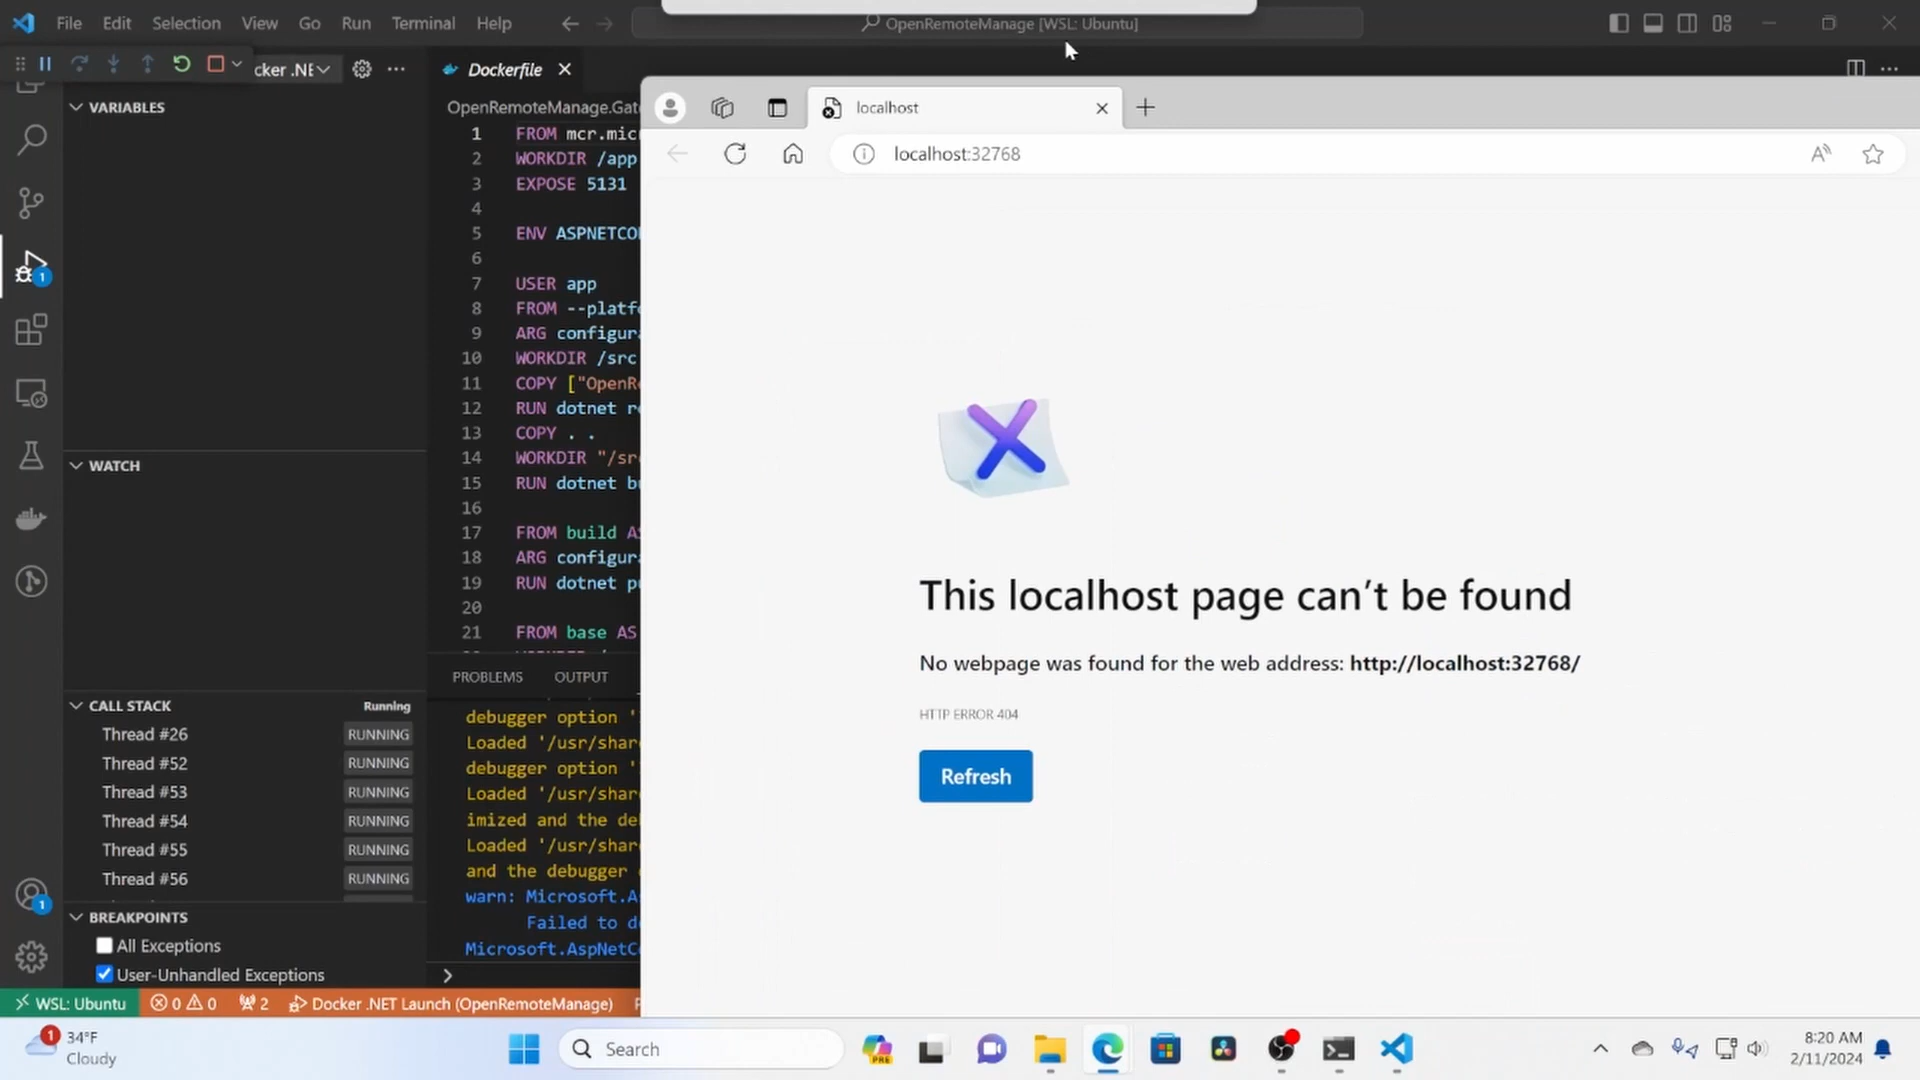 File Edit Selection View Go Run Terminal Help
OpenRemoteManage [WSL: Ubuntu]
cker .NE
Dockerfile
VARIABLES
WATCH
CALL STACK
Running
Thread #26 RUNNING
Thread #52 RUNNING
Thread #53 RUNNING
Thread #54 RUNNING
Thread #55 RUNNING
Thread #56 RUNNING
BREAKPOINTS
All Exceptions
User-Unhandled Exceptions
1
1
OpenRemoteManage.Gat
1 FROM mcr.micr
2 WORKDIR /app
3 EXPOSE 5131
4
5 ENV ASPNETCO
6
7 USER app
8 FROM --platf
9 ARG configur
10 WORKDIR /src
11 COPY ["OpenR
12 RUN dotnet r
13 COPY . .
14 WORKDIR "/sr
15 RUN dotnet b
16
17 FROM build A
18 ARG configur
19 RUN dotnet pu
20
21 FROM base AS
PROBLEMS OUTPUT
debugger option '
Loaded '/usr/shar
debugger option '
Loaded '/usr/shar
imized and the de
Loaded '/usr/shar
and the debugger
warn: Microsoft.A
Failed to d
Microsoft.AspNetC
localhost
localhost:32768
This localhost page can't be found
No webpage was found for the web address: http://localhost:32768/
HTTP ERROR 404
Refresh
WSL: Ubuntu 0 0 2 Docker .NET Launch (OpenRemoteManage)
1
34°F
Cloudy
Search
PRE
8:20 AM
2/11/2024